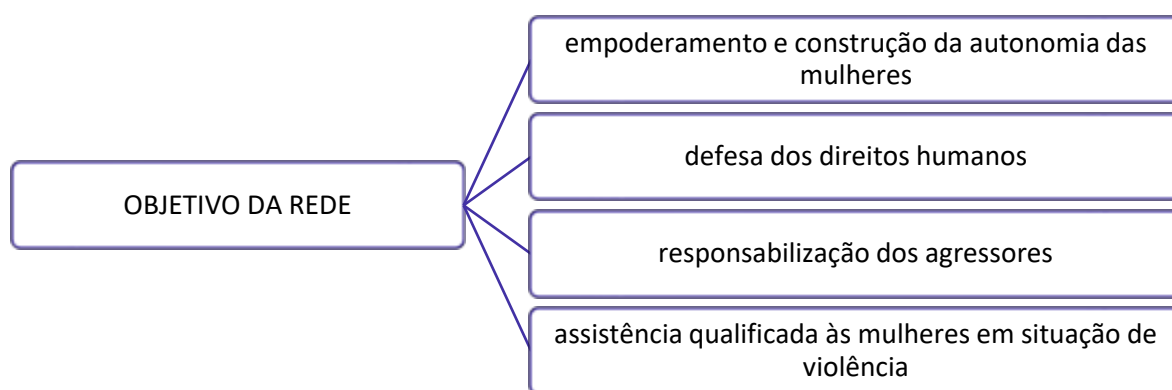 OBJETIVO DA REDE
empoderamento e construção da autonomia das
mulheres
defesa dos direitos humanos
responsabilização dos agressores
assistência qualificada às mulheres em situação de
violência